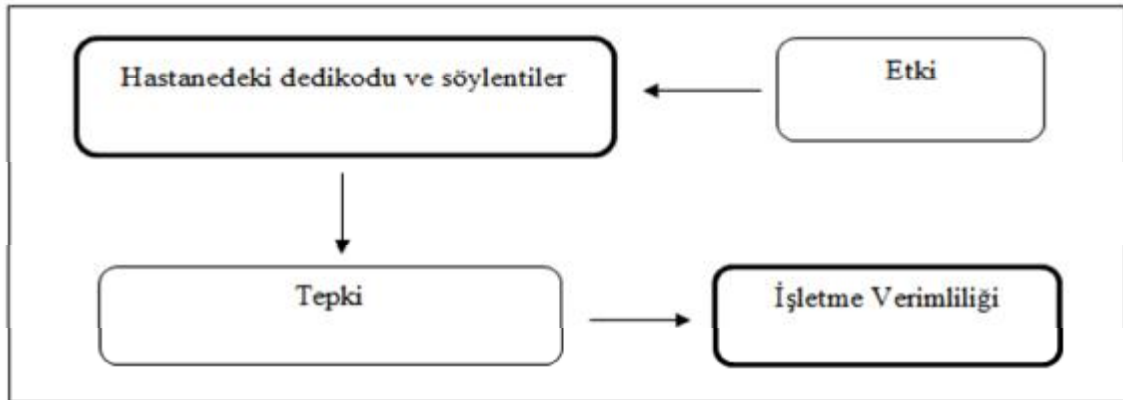 Hastanedeki dedikodu ve söylentiler
Etki
Tepki
İşletme Verimliliği